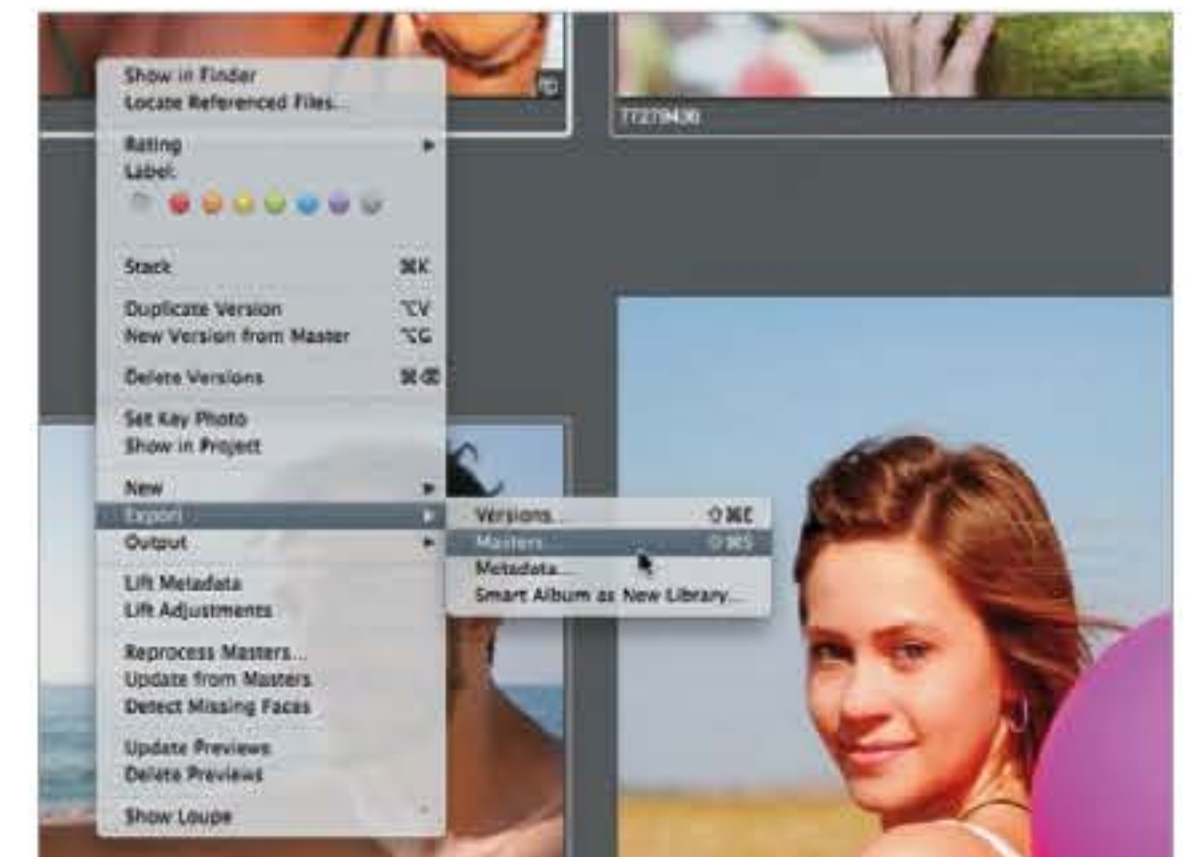 Show in Finder
Locate Referenced Files...
77279436
Rating
Label:
Stack ⌘K
Duplicate Version ⌥V
New Version from Master ⌥G
Delete Versions ⌘⌫
Set Key Photo
Show in Project
New
Export
Versions... ⇧⌘E
Output
Masters... ⇧⌘S
Metadata...
Lift Metadata
Smart Album as New Library...
Lift Adjustments
Reprocess Masters...
Update from Masters
Detect Missing Faces
Update Previews
Delete Previews
Show Loupe `